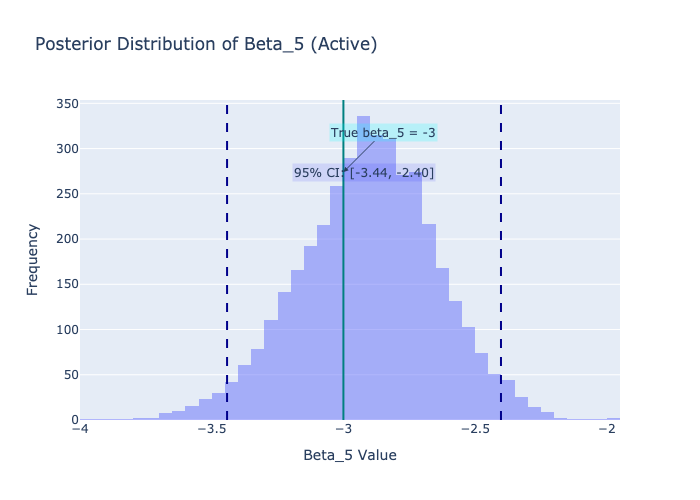 Posterior Distribution of Beta_5 (Active)
350
300
250
200
150
100
50
0
Frequency
True beta_5 = -3
95% CI: [-3.44, -2.40]
−4
−3.5
−3
−2.5
−2
Beta_5 Value